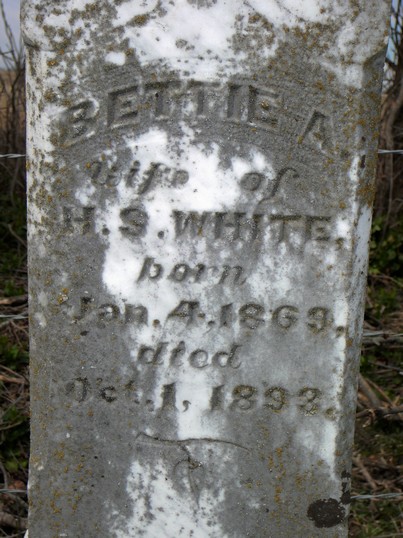 BETTIE A.
Wife of
H. S. WHITE.
born
Jan. 4, 1869.
died
Oct. 1, 1892.